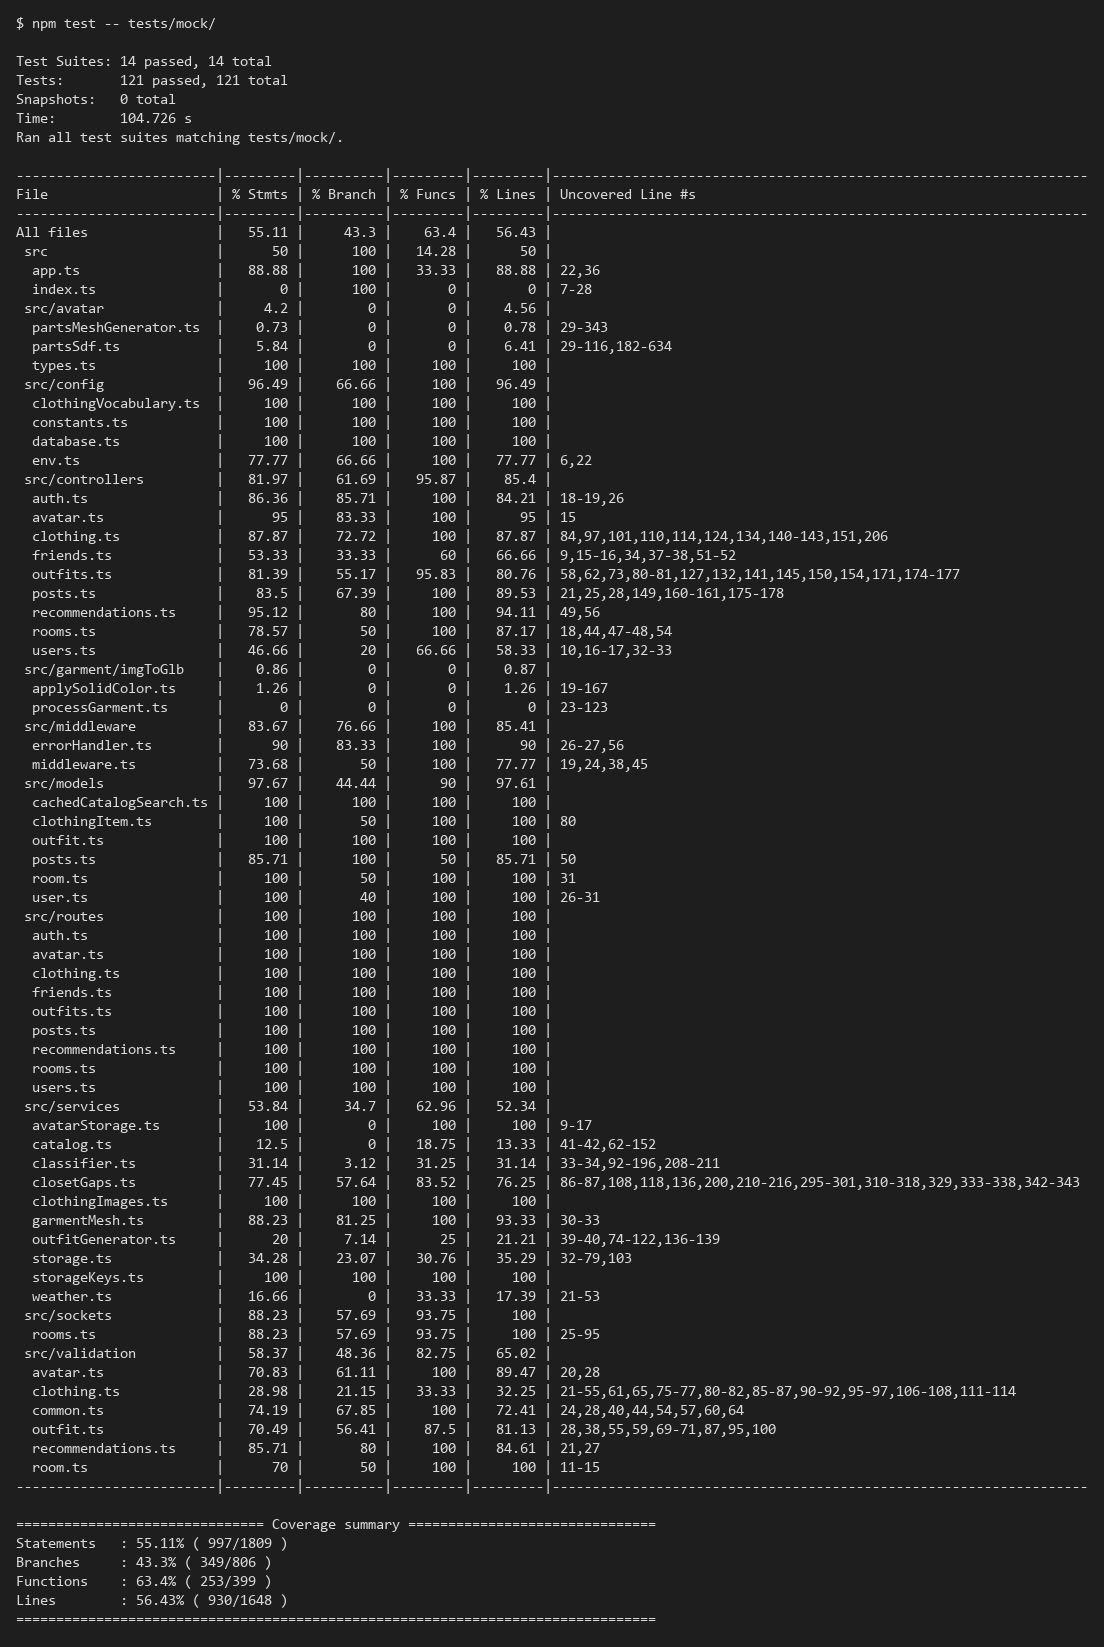 $ npm test -- tests/mock/

Test Suites: 14 passed, 14 total
Tests:       121 passed, 121 total
Snapshots:   0 total
Time:        104.726 s
Ran all test suites matching tests/mock/.

-------------------------|---------|----------|---------|---------|-------------------------------------------------------------------
File                     | % Stmts | % Branch | % Funcs | % Lines | Uncovered Line #s
-------------------------|---------|----------|---------|---------|-------------------------------------------------------------------
All files                |   55.11 |     43.3 |    63.4 |   56.43 |
 src                     |      50 |      100 |   14.28 |      50 |
  app.ts                 |   88.88 |      100 |   33.33 |   88.88 | 22,36
  index.ts               |       0 |      100 |       0 |       0 | 7-28
 src/avatar              |     4.2 |        0 |       0 |    4.56 |
  partsMeshGenerator.ts  |    0.73 |        0 |       0 |    0.78 | 29-343
  partsSdf.ts            |    5.84 |        0 |       0 |    6.41 | 29-116,182-634
  types.ts               |     100 |      100 |     100 |     100 |
 src/config              |   96.49 |    66.66 |     100 |   96.49 |
  clothingVocabulary.ts  |     100 |      100 |     100 |     100 |
  constants.ts           |     100 |      100 |     100 |     100 |
  database.ts            |     100 |      100 |     100 |     100 |
  env.ts                 |   77.77 |    66.66 |     100 |   77.77 | 6,22
 src/controllers         |   81.97 |    61.69 |   95.87 |    85.4 |
  auth.ts                |   86.36 |    85.71 |     100 |   84.21 | 18-19,26
  avatar.ts              |      95 |    83.33 |     100 |      95 | 15
  clothing.ts            |   87.87 |    72.72 |     100 |   87.87 | 84,97,101,110,114,124,134,140-143,151,206
  friends.ts             |   53.33 |    33.33 |      60 |   66.66 | 9,15-16,34,37-38,51-52
  outfits.ts             |   81.39 |    55.17 |   95.83 |   80.76 | 58,62,73,80-81,127,132,141,145,150,154,171,174-177
  posts.ts               |    83.5 |    67.39 |     100 |   89.53 | 21,25,28,149,160-161,175-178
  recommendations.ts     |   95.12 |       80 |     100 |   94.11 | 49,56
  rooms.ts               |   78.57 |       50 |     100 |   87.17 | 18,44,47-48,54
  users.ts               |   46.66 |       20 |   66.66 |   58.33 | 10,16-17,32-33
 src/garment/imgToGlb    |    0.86 |        0 |       0 |    0.87 |
  applySolidColor.ts     |    1.26 |        0 |       0 |    1.26 | 19-167
  processGarment.ts      |       0 |        0 |       0 |       0 | 23-123
 src/middleware          |   83.67 |    76.66 |     100 |   85.41 |
  errorHandler.ts        |      90 |    83.33 |     100 |      90 | 26-27,56
  middleware.ts          |   73.68 |       50 |     100 |   77.77 | 19,24,38,45
 src/models              |   97.67 |    44.44 |      90 |   97.61 |
  cachedCatalogSearch.ts |     100 |      100 |     100 |     100 |
  clothingItem.ts        |     100 |       50 |     100 |     100 | 80
  outfit.ts              |     100 |      100 |     100 |     100 |
  posts.ts               |   85.71 |      100 |      50 |   85.71 | 50
  room.ts                |     100 |       50 |     100 |     100 | 31
  user.ts                |     100 |       40 |     100 |     100 | 26-31
 src/routes              |     100 |      100 |     100 |     100 |
  auth.ts                |     100 |      100 |     100 |     100 |
  avatar.ts              |     100 |      100 |     100 |     100 |
  clothing.ts            |     100 |      100 |     100 |     100 |
  friends.ts             |     100 |      100 |     100 |     100 |
  outfits.ts             |     100 |      100 |     100 |     100 |
  posts.ts               |     100 |      100 |     100 |     100 |
  recommendations.ts     |     100 |      100 |     100 |     100 |
  rooms.ts               |     100 |      100 |     100 |     100 |
  users.ts               |     100 |      100 |     100 |     100 |
 src/services            |   53.84 |     34.7 |   62.96 |   52.34 |
  avatarStorage.ts       |     100 |        0 |     100 |     100 | 9-17
  catalog.ts             |    12.5 |        0 |   18.75 |   13.33 | 41-42,62-152
  classifier.ts          |   31.14 |     3.12 |   31.25 |   31.14 | 33-34,92-196,208-211
  closetGaps.ts          |   77.45 |    57.64 |   83.52 |   76.25 | 86-87,108,118,136,200,210-216,295-301,310-318,329,333-338,342-343
  clothingImages.ts      |     100 |      100 |     100 |     100 |
  garmentMesh.ts         |   88.23 |    81.25 |     100 |   93.33 | 30-33
  outfitGenerator.ts     |      20 |     7.14 |      25 |   21.21 | 39-40,74-122,136-139
  storage.ts             |   34.28 |    23.07 |   30.76 |   35.29 | 32-79,103
  storageKeys.ts         |     100 |      100 |     100 |     100 |
  weather.ts             |   16.66 |        0 |   33.33 |   17.39 | 21-53
 src/sockets             |   88.23 |    57.69 |   93.75 |     100 |
  rooms.ts               |   88.23 |    57.69 |   93.75 |     100 | 25-95
 src/validation          |   58.37 |    48.36 |   82.75 |   65.02 |
  avatar.ts              |   70.83 |    61.11 |     100 |   89.47 | 20,28
  clothing.ts            |   28.98 |    21.15 |   33.33 |   32.25 | 21-55,61,65,75-77,80-82,85-87,90-92,95-97,106-108,111-114
  common.ts              |   74.19 |    67.85 |     100 |   72.41 | 24,28,40,44,54,57,60,64
  outfit.ts              |   70.49 |    56.41 |    87.5 |   81.13 | 28,38,55,59,69-71,87,95,100
  recommendations.ts     |   85.71 |       80 |     100 |   84.61 | 21,27
  room.ts                |      70 |       50 |     100 |     100 | 11-15
-------------------------|---------|----------|---------|---------|-------------------------------------------------------------------

=============================== Coverage summary ===============================
Statements   : 55.11% ( 997/1809 )
Branches     : 43.3% ( 349/806 )
Functions    : 63.4% ( 253/399 )
Lines        : 56.43% ( 930/1648 )
================================================================================